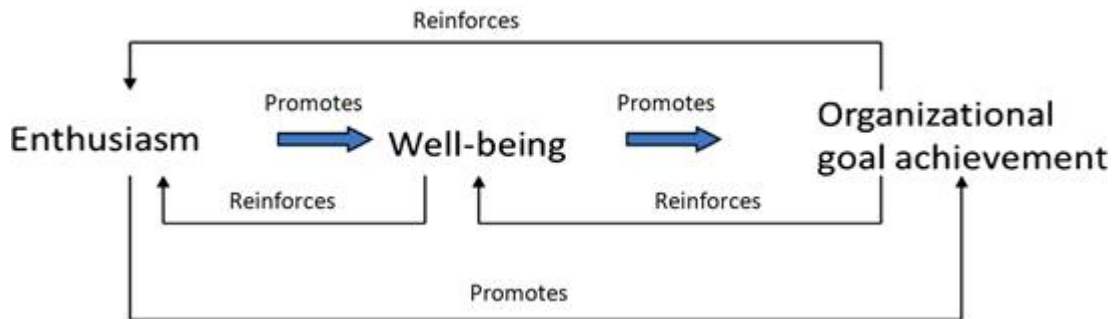 Reinforces
Promotes
Promotes
Enthusiasm
Well-being
Organizational
goal achievement
Reinforces
Reinforces
Promotes